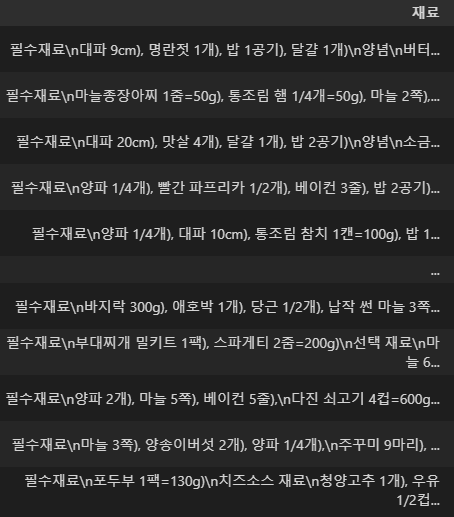 재료
필수재료\n대파 9cm), 명란젓 1개), 밥 1공기), 달걀 1개)\n양념\n버터...
필수재료\n마늘종장아찌 1줌=50g), 통조림 햄 1/4개=50g), 마늘 2쪽),...
필수재료\n대파 20cm), 맛살 4개), 달걀 1개), 밥 2공기)\n양념\n소금...
필수재료\n양파 1/4개), 빨간 파프리카 1/2개), 베이컨 3줄), 밥 2공기)...
필수재료\n양파 1/4개), 대파 10cm), 통조림 참치 1캔=100g), 밥 1...
...
필수재료\n바지락 300g), 애호박 1개), 당근 1/2개), 납작 썬 마늘 3쪽...
필수재료\n부대찌개 밀키트 1팩), 스파게티 2줌=200g)\n선택 재료\n마
늘 6...
필수재료\n양파 2개), 마늘 5쪽), 베이컨 5줄),\n다진 쇠고기 4컵=600g...
필수재료\n마늘 3쪽), 양송이버섯 2개), 양파 1/4개),\n주꾸미 9마리), ...
필수재료\n포두부 1팩=130g)\n치즈소스 재료\n청양고추 1개), 우유
1/2컵...